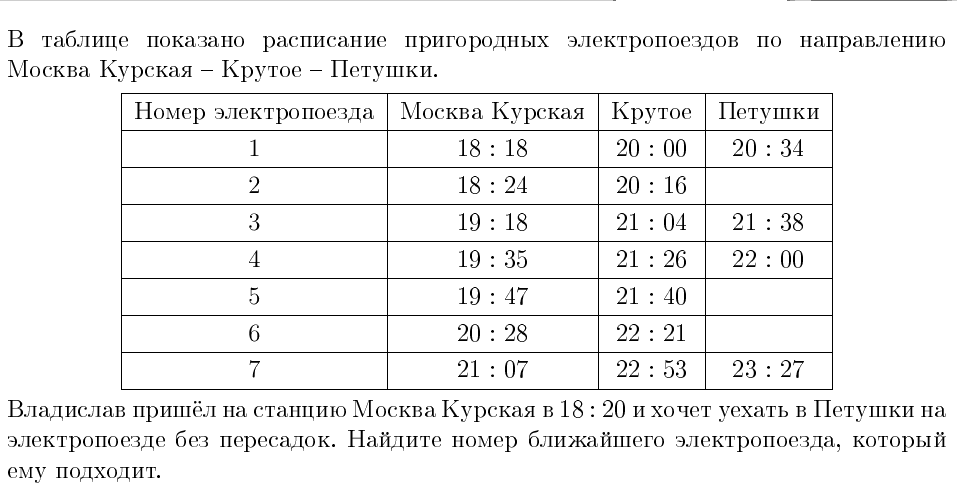 В таблице показано расписание пригородных электропоездов по направлению
Москва Курская – Крутое – Петушки.
Номер электропоезда Москва Курская Крутое Петушки
1 18 : 18 20 : 00 20 : 34
2 18 : 24 20 : 16
3 19 : 18 21 : 04 21 : 38
4 19 : 35 21 : 26 22 : 00
5 19 : 47 21 : 40
6 20 : 28 22 : 21
7 21 : 07 22 : 53 23 : 27
Владислав пришёл на станцию Москва Курская в 18 : 20 и хочет уехать в Петушки на
электропоезде без пересадок. Найдите номер ближайшего электропоезда, который
ему подходит.